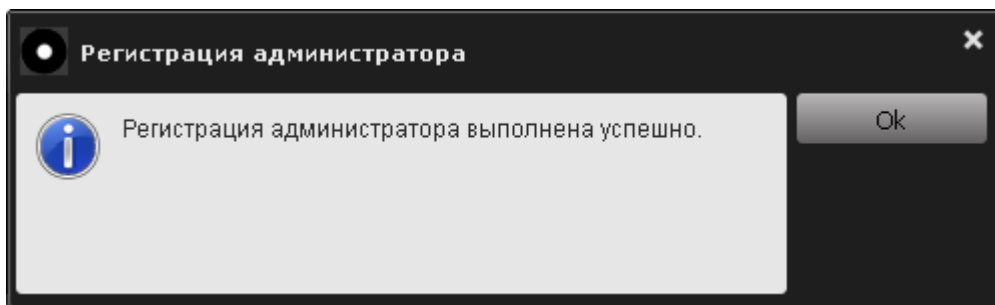 Регистрация администратора
Регистрация администратора выполнена успешно.
Ok